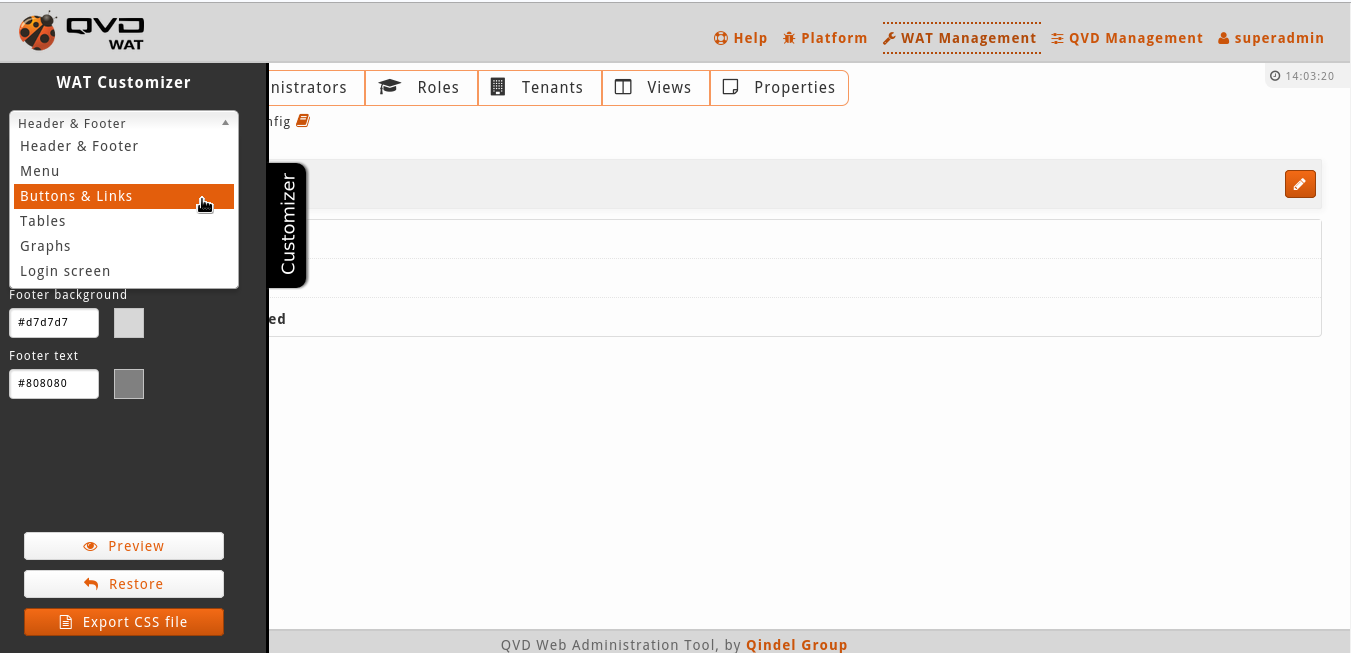 QVD
WAT
Help
Platform
WAT Management
QVD Management
superadmin
14:03:20
WAT Customizer
nistrators
Roles
Tenants
Views
Properties
Header & Footer
nfig
Header & Footer
Menu
Buttons & Links
Tables
Graphs
Login screen
Customizer
Footer background
#d7d7d7
ed
Footer text
#808080
Preview
Restore
Export CSS file
QVD Web Administration Tool, by Qindel Group